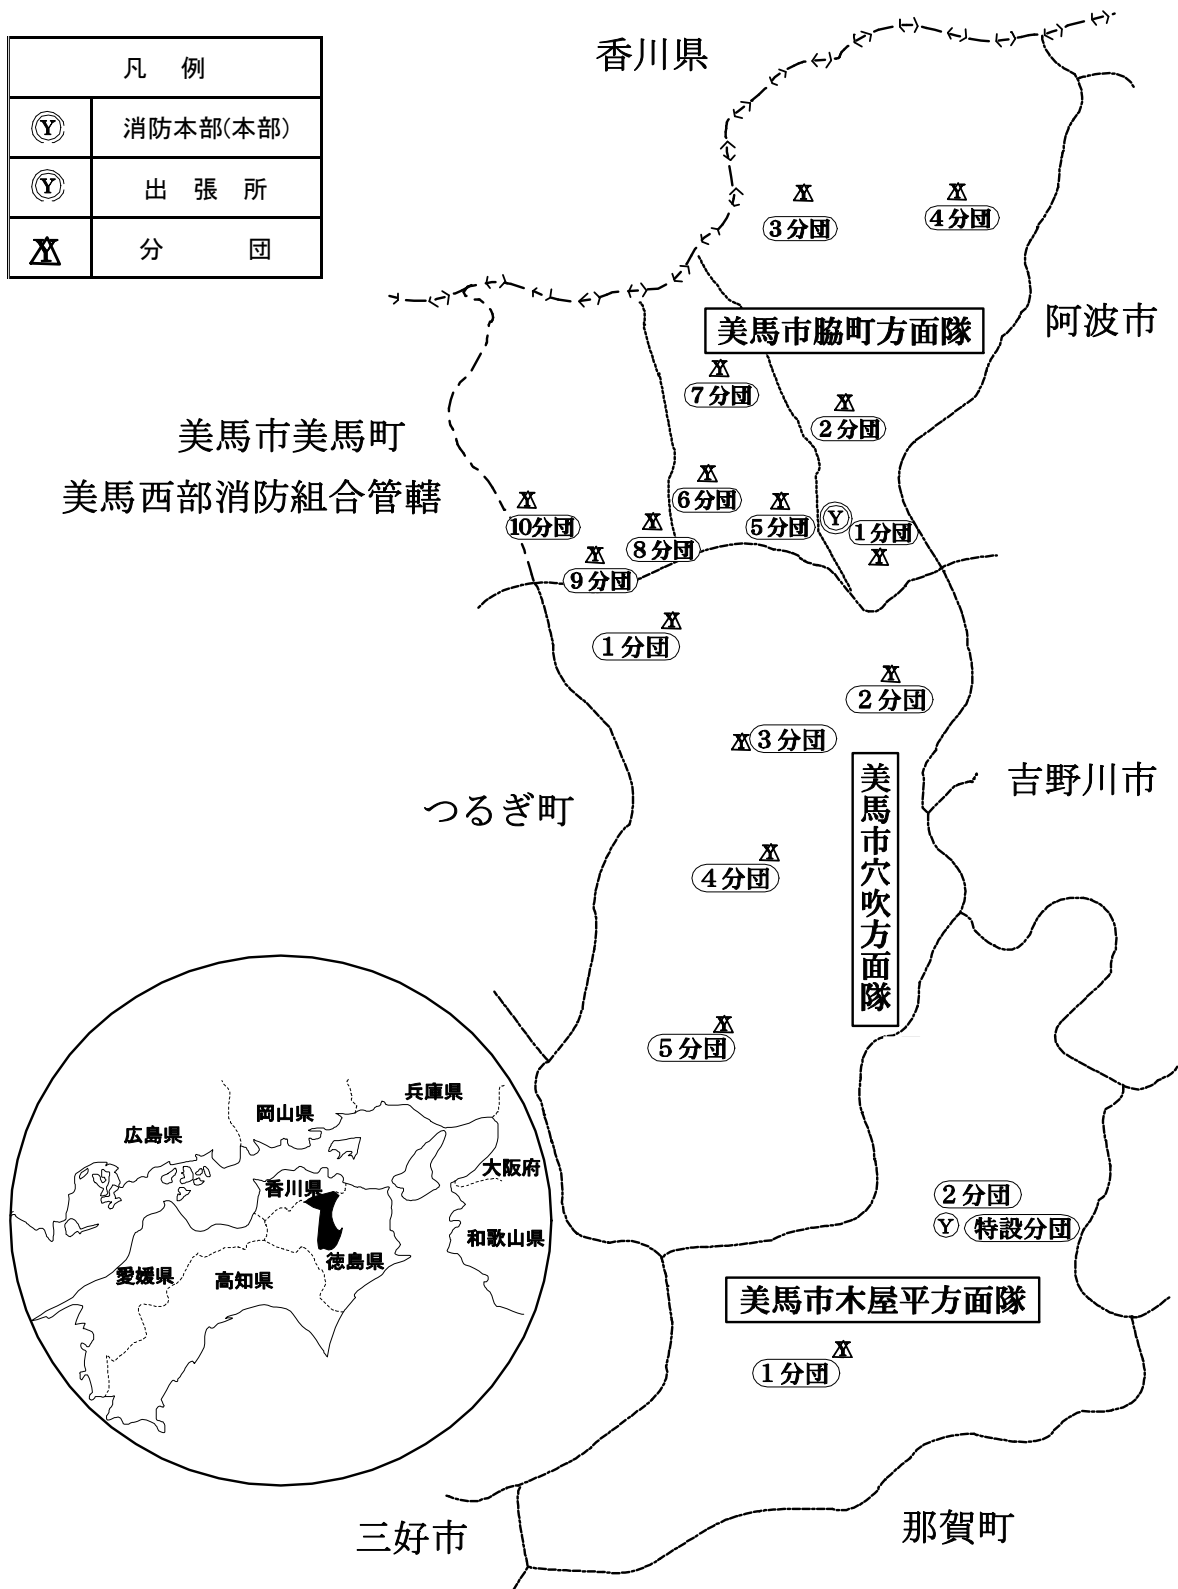 凡 例
Y 消防本部(本部)
Y 出 張 所
Y 分 団
香川県
3分団
4分団
阿波市
美馬市脇町方面隊
7分団
2分団
美馬市美馬町
美馬西部消防組合管轄
6分団
5分団
Y
1分団
10分団
8分団
9分団
1分団
2分団
3分団
美馬市穴吹方面隊
吉野川市
つるぎ町
4分団
5分団
兵庫県
岡山県
広島県
大阪府
香川県
和歌山県
徳島県
愛媛県
高知県
2分団
Y 特設分団
美馬市木屋平方面隊
1分団
三好市
那賀町